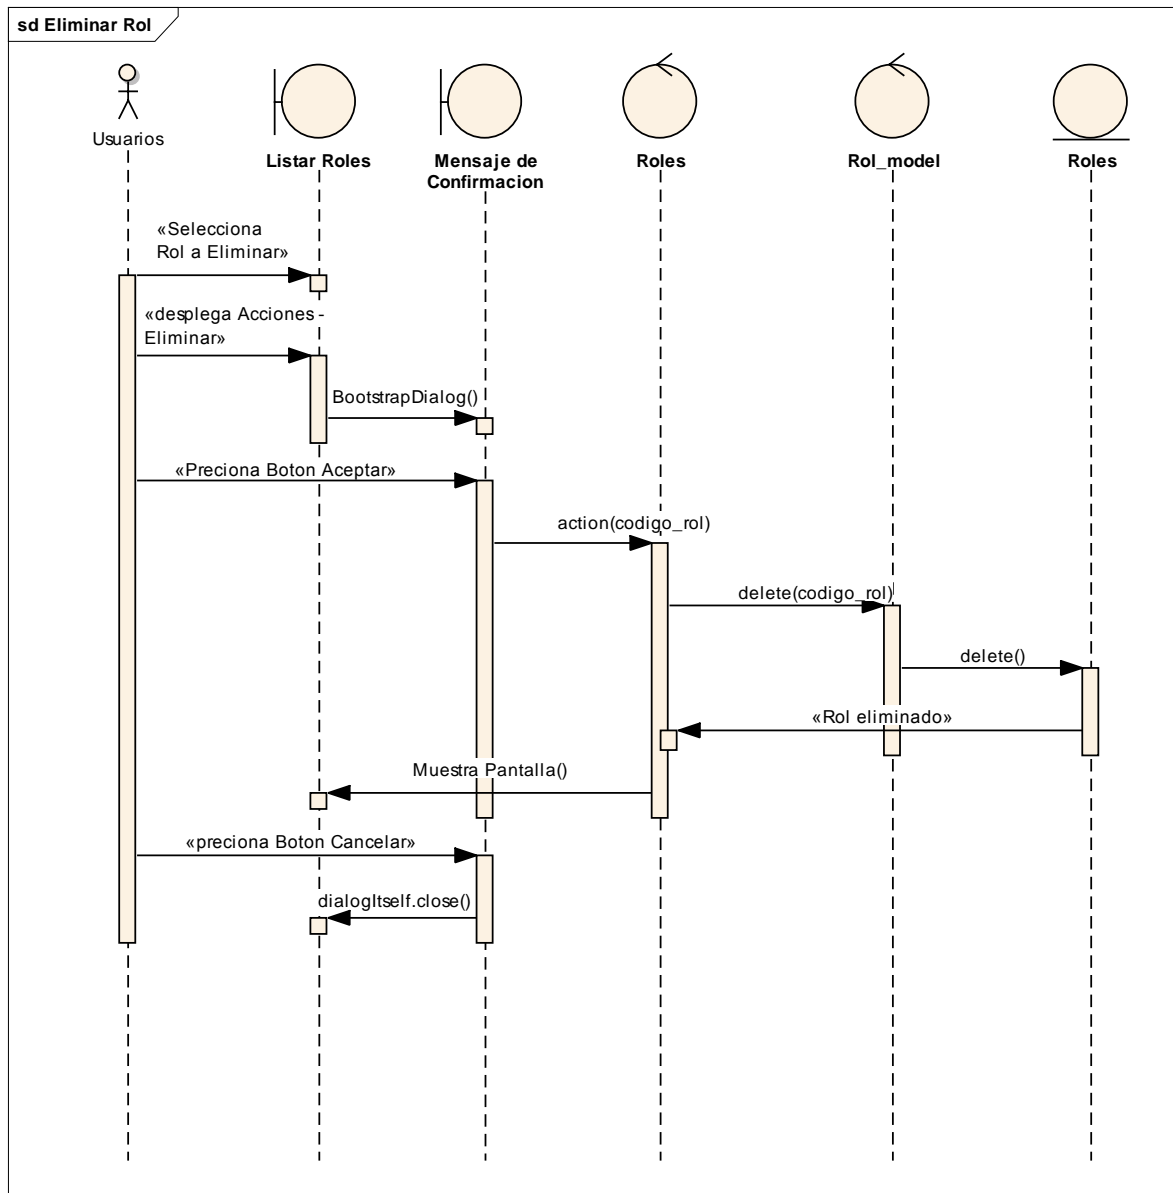 sd Eliminar Rol
Usuarios
Listar Roles
Mensaje de
Confirmacion
Roles
Rol_model
Roles
«Selecciona
Rol a Eliminar»
«desplega Acciones -
Eliminar»
BootstrapDialog()
«Preciona Boton Aceptar»
action(codigo_rol)
delete(codigo_rol)
delete()
«Rol eliminado»
Muestra Pantalla()
«preciona Boton Cancelar»
dialogItself.close()